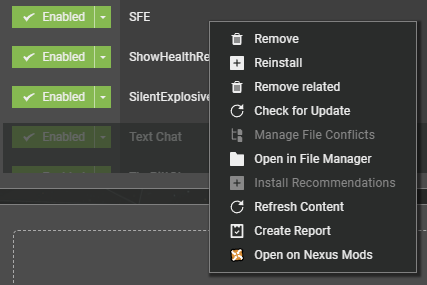 Enabled SFE
Enabled ShowHealthRe
Enabled SilentExplosive
Enabled Text Chat
Remove
Reinstall
Remove related
Check for Update
Manage File Conflicts
Open in File Manager
Install Recommendations
Refresh Content
Create Report
Open on Nexus Mods